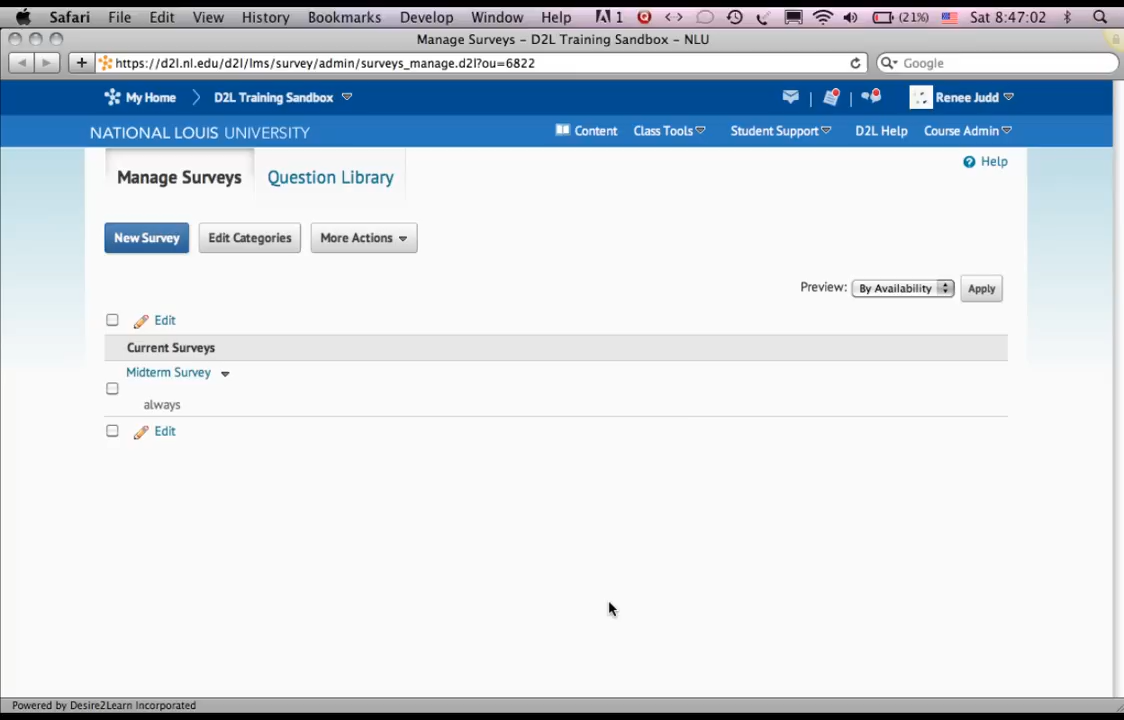 Safari File Edit View History Bookmarks Develop Window Help 1 (21%) Sat 8:47:02
Manage Surveys – D2L Training Sandbox – NLU
https://d2l.nl.edu/d2l/lms/survey/admin/surveys_manage.d2l?ou=6822 Google
My Home D2L Training Sandbox Renee Judd
NATIONAL LOUIS UNIVERSITY Content Class Tools Student Support D2L Help Course Admin
Help
Manage Surveys Question Library
New Survey Edit Categories More Actions
Preview: By Availability Apply
Edit
Current Surveys
Midterm Survey
always
Edit
Powered by Desire2Learn Incorporated